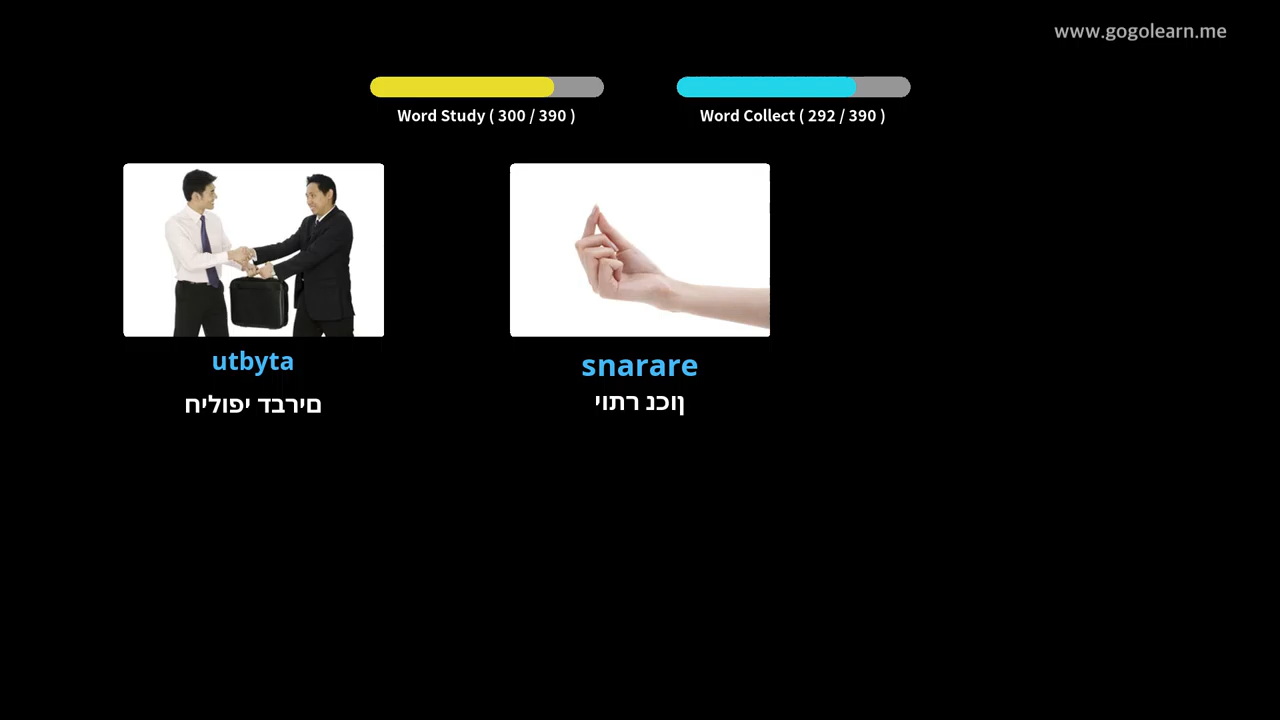 www.gogolearn.me
Word Study ( 300 / 390 )
Word Collect ( 292 / 390 )
utbyta
חילופי דברים
snarare
יותר נכון